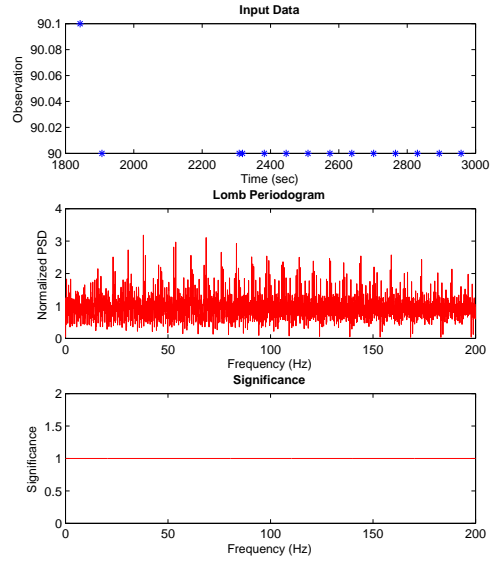 Input Data
90.1
90.08
90.06
90.04
90.02
90
Observation
1800 2000 2200 2400 2600 2800 3000
Time (sec)
Lomb Periodogram
4
3
2
1
0
Normalized PSD
0 50 100 150 200
Frequency (Hz)
Significance
2
1.5
1
0.5
0
Significance
0 50 100 150 200
Frequency (Hz)